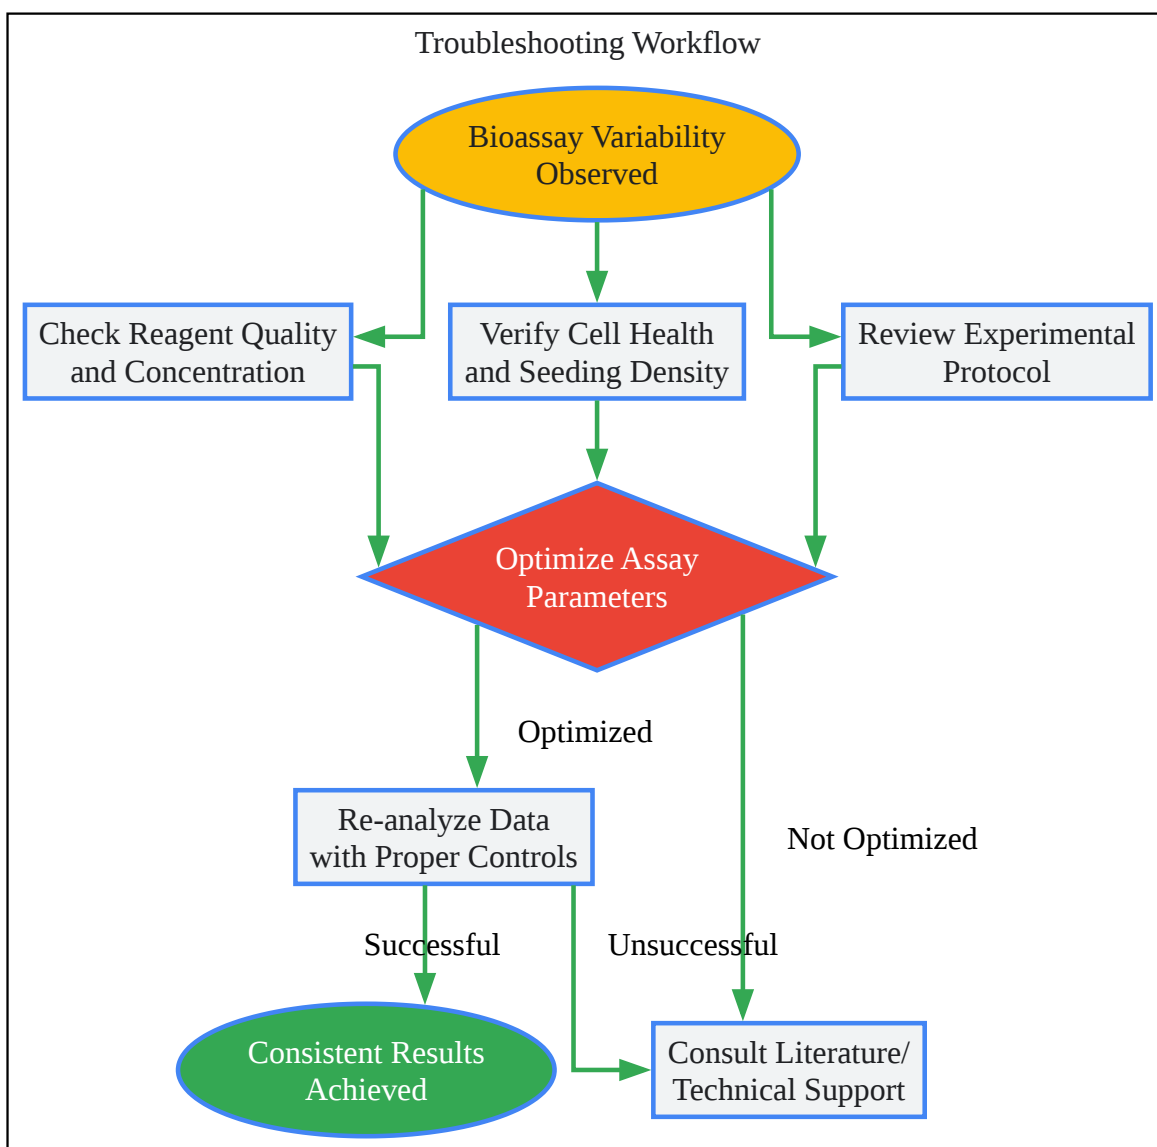 Troubleshooting Workflow
Bioassay Variability
Observed
Check Reagent Quality
and Concentration
Verify Cell Health
and Seeding Density
Review Experimental
Protocol
Optimize Assay
Parameters
Optimized
Re-analyze Data
with Proper Controls
Not Optimized
Successful
Unsuccessful
Consistent Results
Achieved
Consult Literature/
Technical Support